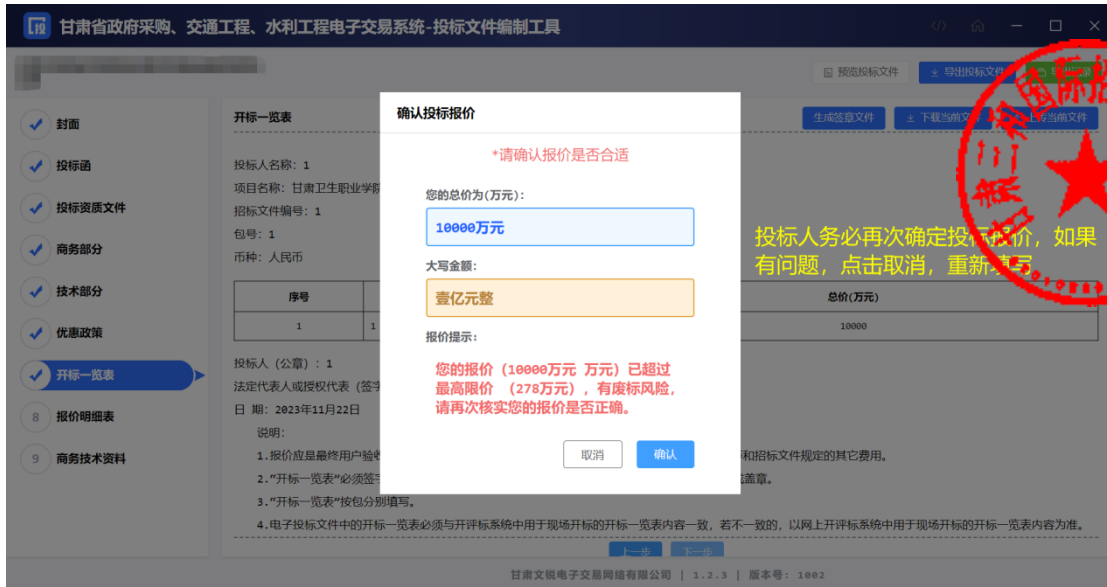 投 甘肃省政府采购、交通工程、水利工程电子交易系统-投标文件编制工具
预览投标文件 导出投标文件
封面
投标函
投标资质文件
商务部分
技术部分
优惠政策
开标一览表
8 报价明细表
9 商务技术资料
开标一览表
生成签章文件 下载当前文 上传当前文件
投标人名称: 1
项目名称: 甘肃卫生职业学院
招标文件编号: 1
包号: 1
币种: 人民币
序号 总价(万元)
1 1 10000
投标人 (公章) : 1
法定代表人或授权代表 (签字
日 期: 2023年11月22日
说明:
1.报价应是最终用户验收 和招标文件规定的其它费用。
2.“开标一览表”必须签字 盖章。
3.“开标一览表”按包分别填写。
4.电子投标文件中的开标一览表必须与开评标系统中用于现场开标的开标一览表内容一致, 若不一致的, 以网上开评标系统中用于现场开标的开标一览表内容为准。
上一步 下一步
确认投标报价
*请确认报价是否合适
您的总价为(万元):
10000万元
大写金额:
壹亿元整
报价提示:
您的报价 (10000万元 万元) 已超过
最高限价 (278万元) , 有废标风险,
请再次核实您的报价是否正确。
取消 确认
投标人务必再次确定投标报价, 如果
有问题, 点击取消, 重新填写。
甘肃文锐电子交易网络有限公司 | 1.2.3 | 版本号: 1002